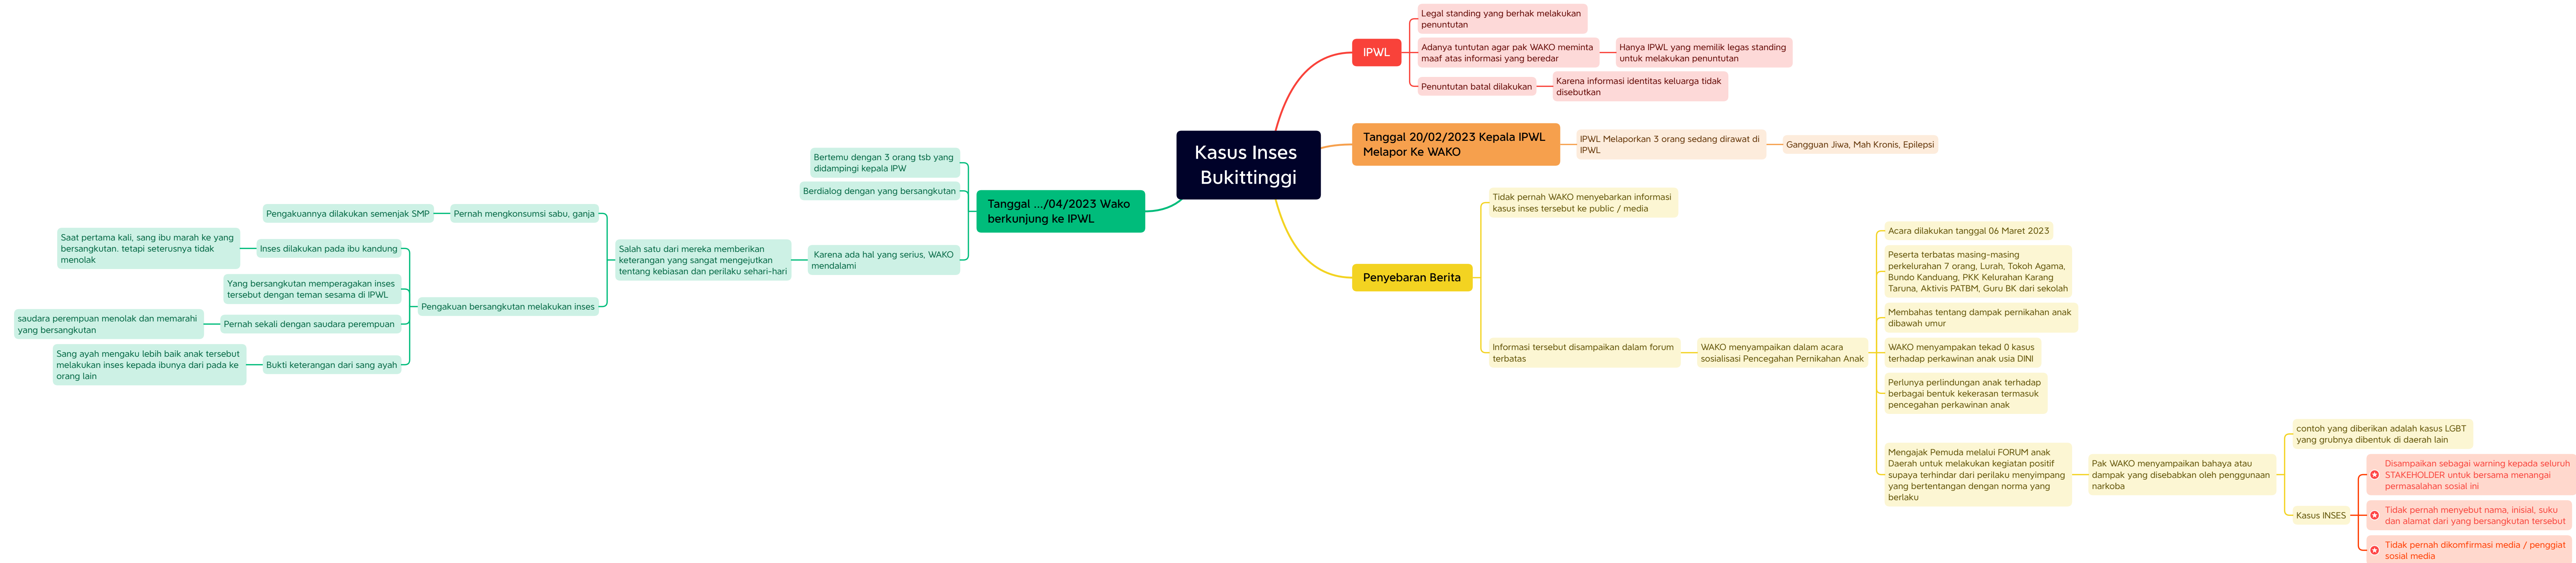 Kasus Inses
Bukittinggi
IPWL
Legal standing yang berhak melakukan
penuntutan
Adanya tuntutan agar pak WAKO meminta
maaf atas informasi yang beredar
Hanya IPWL yang memilik legas standing
untuk melakukan penuntutan
Penuntutan batal dilakukan
Karena informasi identitas keluarga tidak
disebutkan
Tanggal 20/02/2023 Kepala IPWL
Melapor Ke WAKO
IPWL Melaporkan 3 orang sedang dirawat di
IPWL
Gangguan Jiwa, Mah Kronis, Epilepsi
Penyebaran Berita
Tidak pernah WAKO menyebarkan informasi
kasus inses tersebut ke public / media
Informasi tersebut disampaikan dalam forum
terbatas
WAKO menyampaikan dalam acara
sosialisasi Pencegahan Pernikahan Anak
Acara dilakukan tanggal 06 Maret 2023
Peserta terbatas masing-masing
perkelurahan 7 orang, Lurah, Tokoh Agama,
Bundo Kanduang, PKK Kelurahan Karang
Taruna, Aktivis PATBM, Guru BK dari sekolah
Membahas tentang dampak pernikahan anak
dibawah umur
WAKO menyampakan tekad 0 kasus
terhadap perkawinan anak usia DINI
Perlunya perlindungan anak terhadap
berbagai bentuk kekerasan termasuk
pencegahan perkawinan anak
Mengajak Pemuda melalui FORUM anak
Daerah untuk melakukan kegiatan positif
supaya terhindar dari perilaku menyimpang
yang bertentangan dengan norma yang
berlaku
Pak WAKO menyampaikan bahaya atau
dampak yang disebabkan oleh penggunaan
narkoba
contoh yang diberikan adalah kasus LGBT
yang grubnya dibentuk di daerah lain
Kasus INSES
Disampaikan sebagai warning kepada seluruh
STAKEHOLDER untuk bersama menangai
permasalahan sosial ini
Tidak pernah menyebut nama, inisial, suku
dan alamat dari yang bersangkutan tersebut
Tidak pernah dikomfirmasi media / penggiat
sosial media
Tanggal .../04/2023 Wako
berkunjung ke IPWL
Bertemu dengan 3 orang tsb yang
didampingi kepala IPW
Berdialog dengan yang bersangkutan
Karena ada hal yang serius, WAKO
mendalami
Salah satu dari mereka memberikan
keterangan yang sangat mengejutkan
tentang kebiasan dan perilaku sehari-hari
Pernah mengkonsumsi sabu, ganja
Pengakuannya dilakukan semenjak SMP
Pengakuan bersangkutan melakukan inses
Inses dilakukan pada ibu kandung
Saat pertama kali, sang ibu marah ke yang
bersangkutan. tetapi seterusnya tidak
menolak
Yang bersangkutan memperagakan inses
tersebut dengan teman sesama di IPWL
Pernah sekali dengan saudara perempuan
saudara perempuan menolak dan memarahi
yang bersangkutan
Bukti keterangan dari sang ayah
Sang ayah mengaku lebih baik anak tersebut
melakukan inses kepada ibunya dari pada ke
orang lain